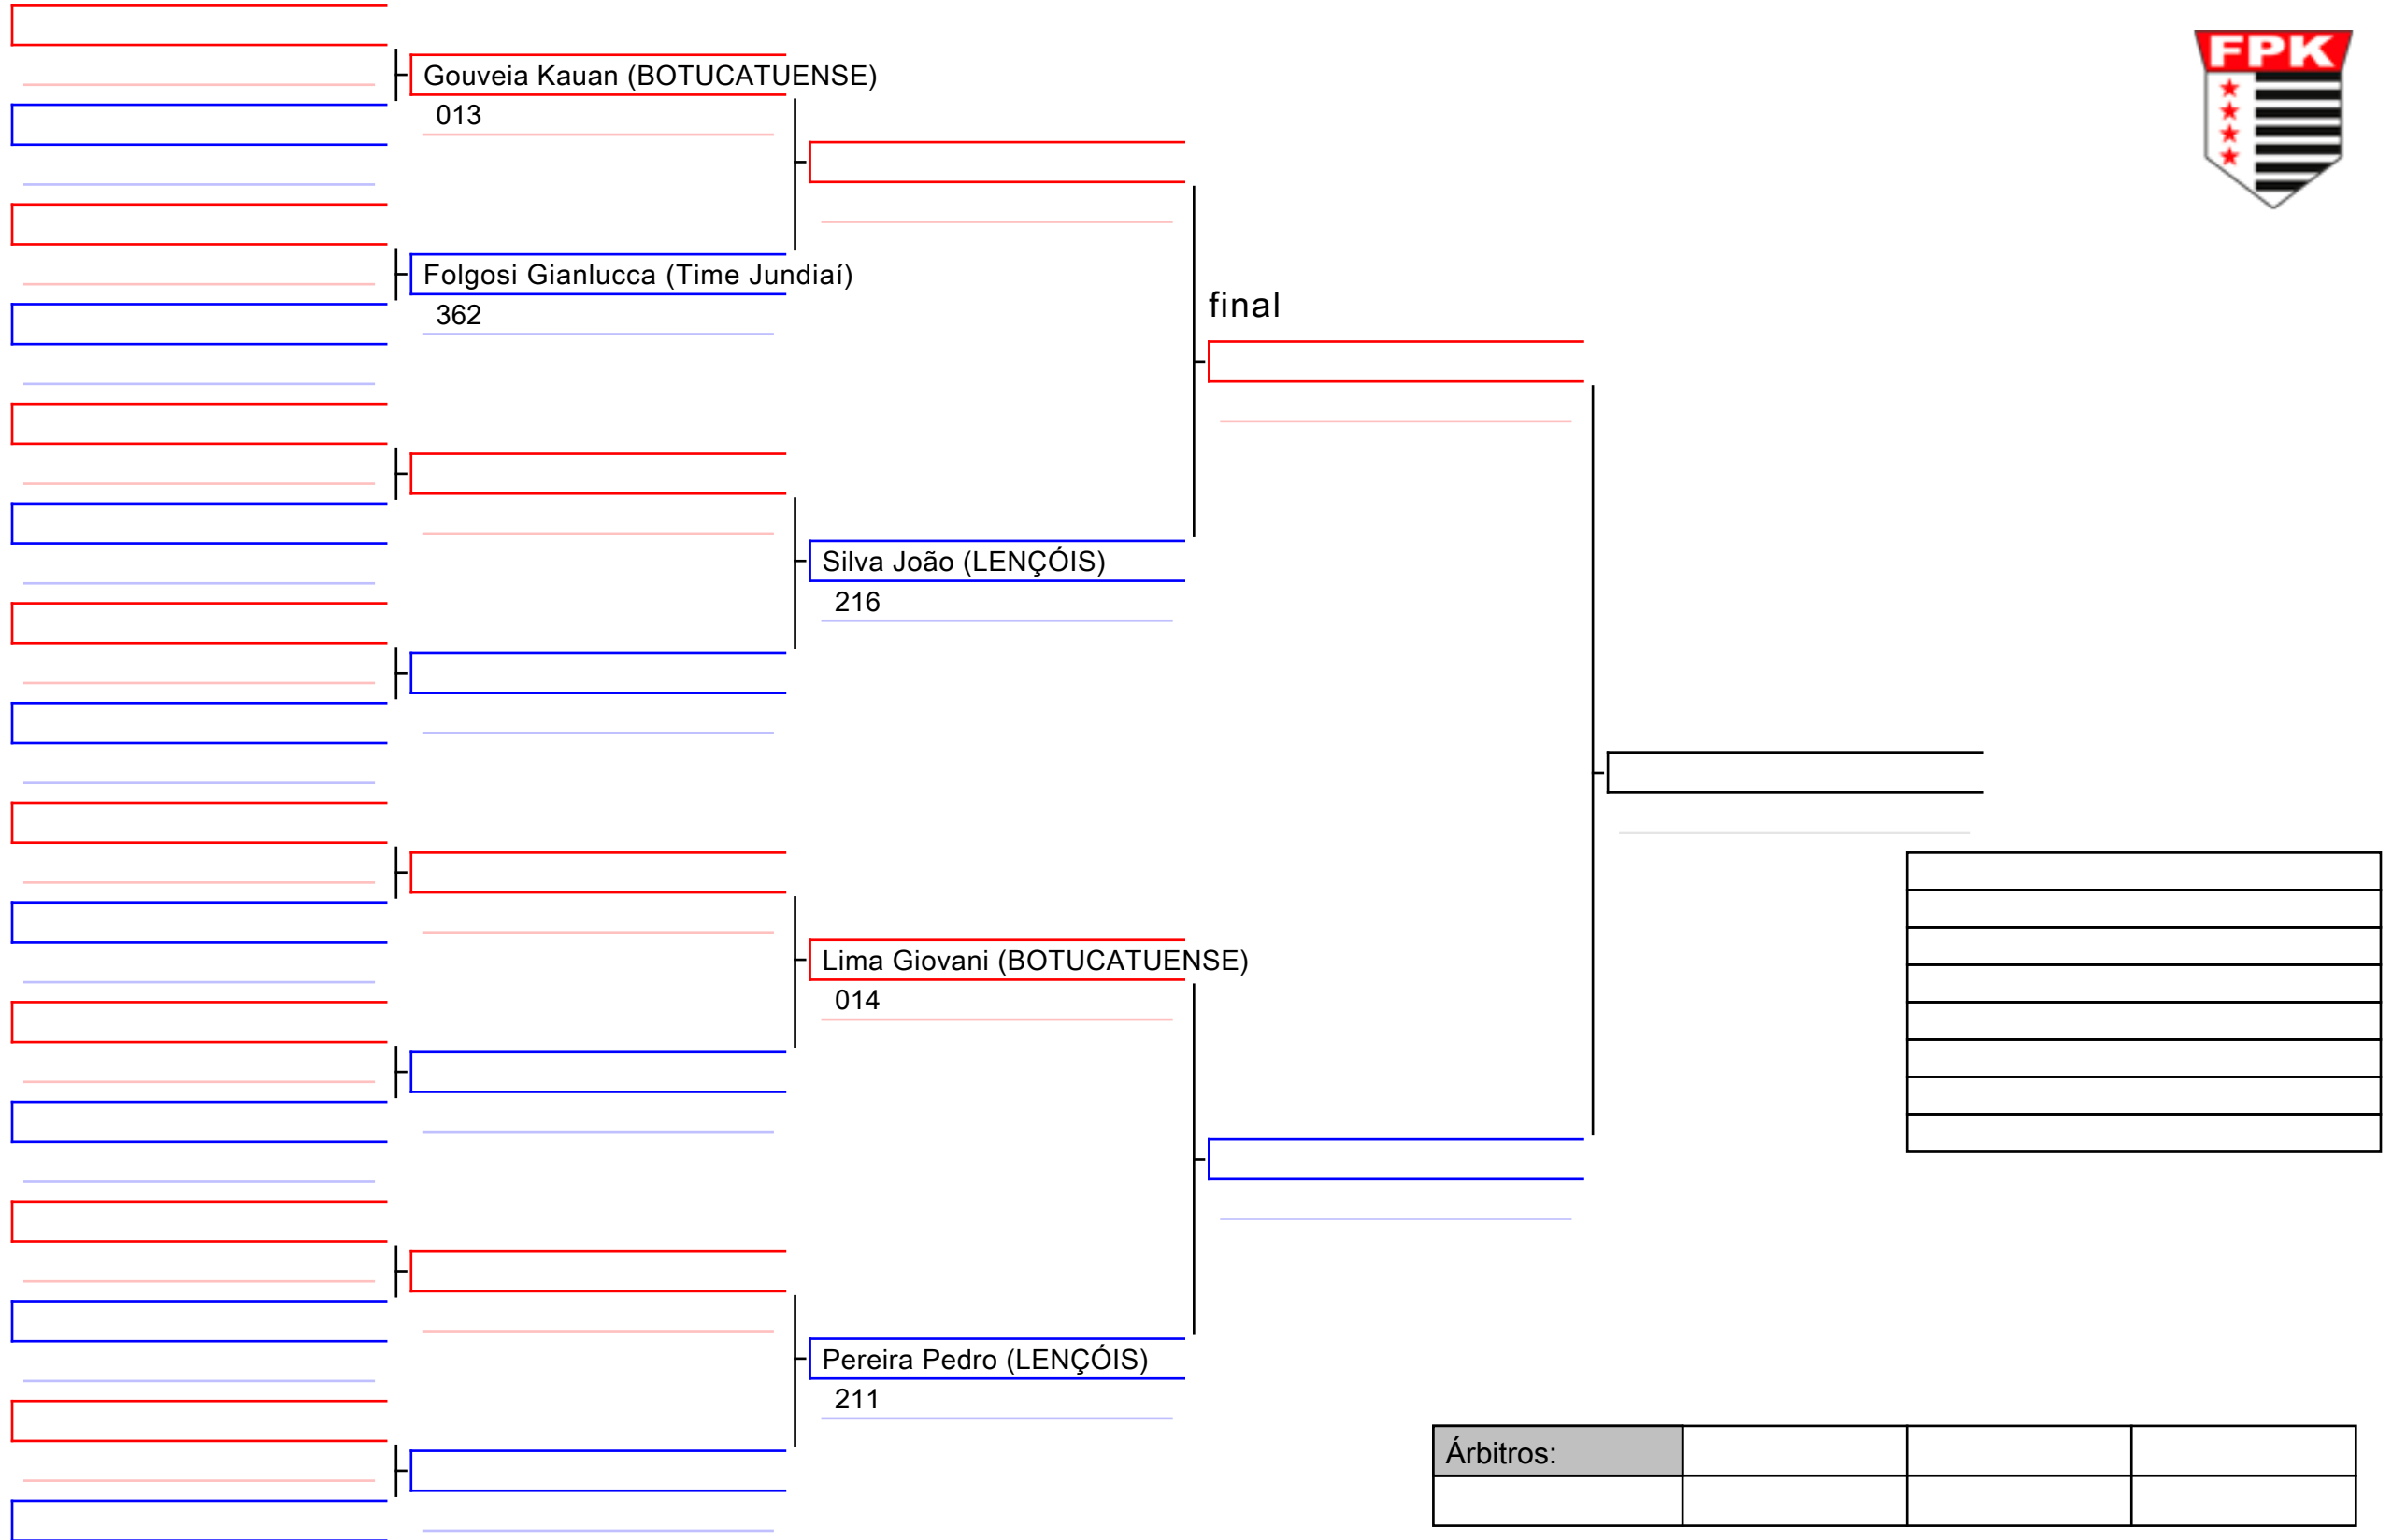 FPK
Gouveia Kauan (BOTUCATUENSE)
013
Folgosi Gianlucca (Time Jundiaí)
362
final
Silva João (LENÇÓIS)
216
Lima Giovani (BOTUCATUENSE)
014
Pereira Pedro (LENÇÓIS)
211
Árbitros: